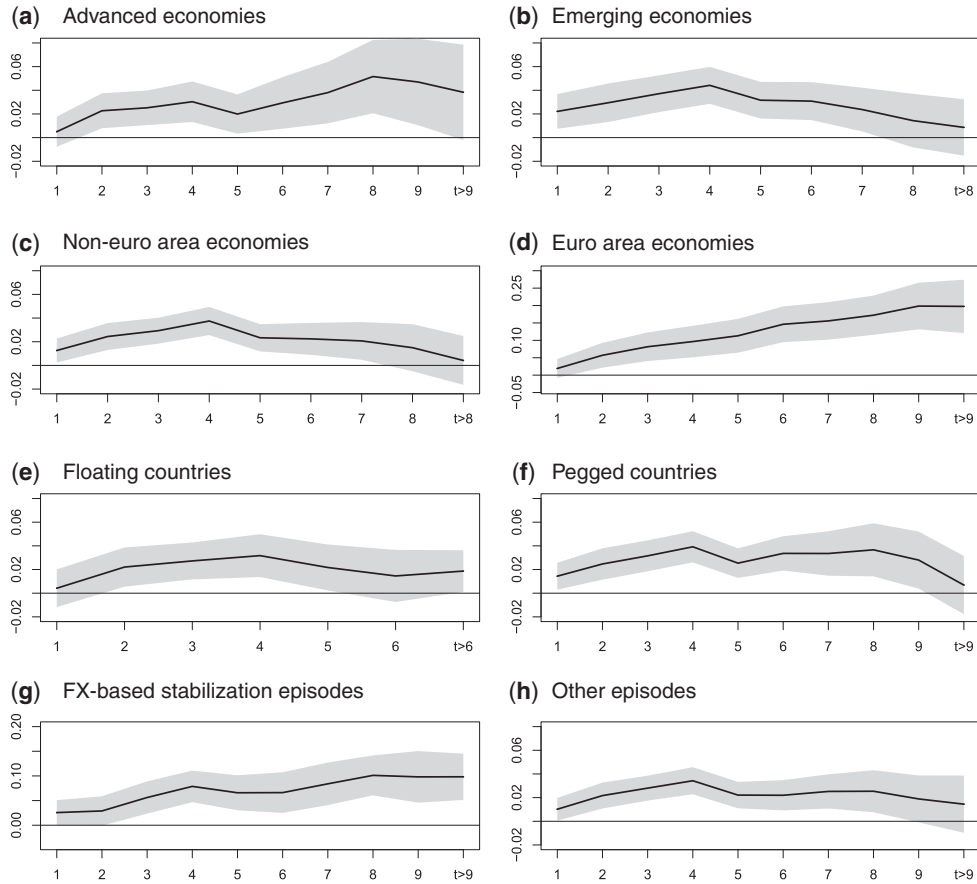 (a) Advanced economies
0.06
0.02
−0.02
1 2 3 4 5 6 7 8 9 t>9
(b) Emerging economies
0.06
0.02
−0.02
1 2 3 4 5 6 7 8 t>8
(c) Non-euro area economies
0.06
0.02
−0.02
1 2 3 4 5 6 7 8 t>8
(d) Euro area economies
0.25
0.10
−0.05
1 2 3 4 5 6 7 8 9 t>9
(e) Floating countries
0.06
0.02
−0.02
1 2 3 4 5 6 t>6
(f) Pegged countries
0.06
0.02
−0.02
1 2 3 4 5 6 7 8 9 t>9
(g) FX-based stabilization episodes
0.20
0.10
0.00
1 2 3 4 5 6 7 8 9 t>9
(h) Other episodes
0.06
0.02
−0.02
1 2 3 4 5 6 7 8 9 t>9